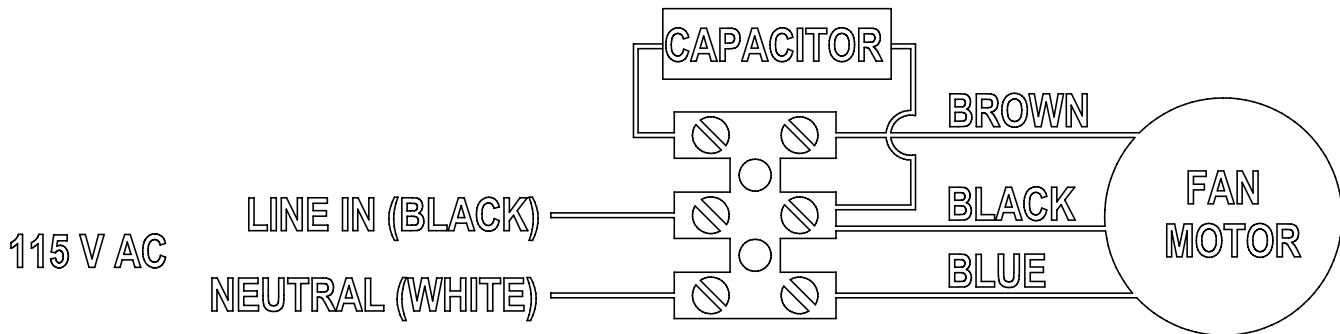 CAPACITOR
BROWN
LINE IN (BLACK)
BLACK
FAN
MOTOR
115 V AC
NEUTRAL (WHITE)
BLUE